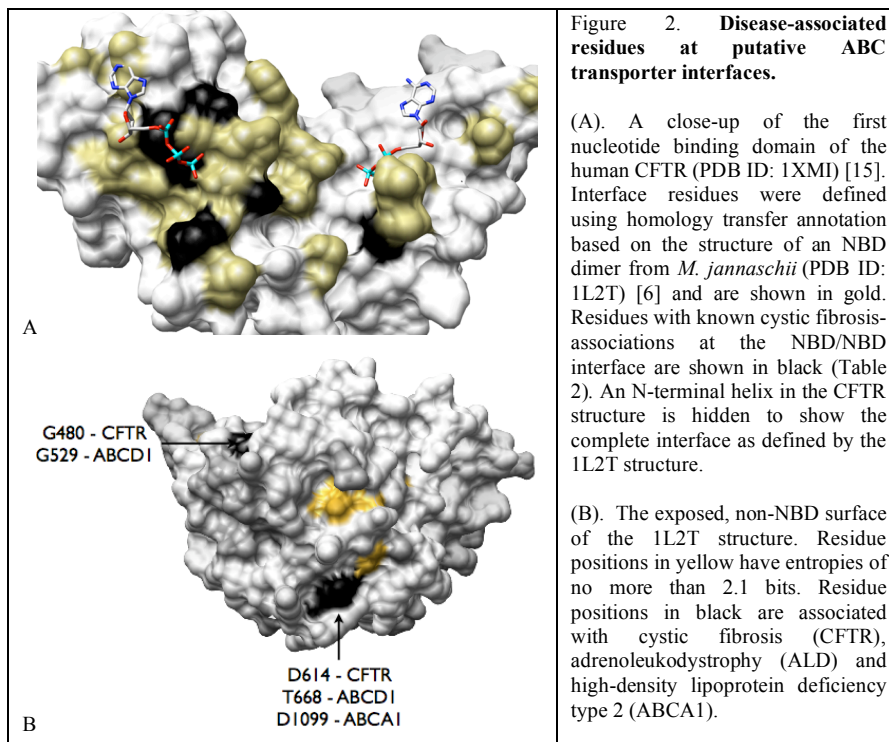 A
G480 - CFTR
G529 - ABCD1
D614 - CFTR
T668 - ABCD1
D1099 - ABCA1
B
Figure 2. Disease-associated
residues at putative ABC
transporter interfaces.
(A). A close-up of the first
nucleotide binding domain of the
human CFTR (PDB ID: 1XMI) [15].
Interface residues were defined
using homology transfer annotation
based on the structure of an NBD
dimer from M. jannaschii (PDB ID:
1L2T) [6] and are shown in gold.
Residues with known cystic fibrosis-
associations at the NBD/NBD
interface are shown in black (Table
2). An N-terminal helix in the CFTR
structure is hidden to show the
complete interface as defined by the
1L2T structure.
(B). The exposed, non-NBD surface
of the 1L2T structure. Residue
positions in yellow have entropies of
no more than 2.1 bits. Residue
positions in black are associated
with cystic fibrosis (CFTR),
adrenoleukodystrophy (ALD) and
high-density lipoprotein deficiency
type 2 (ABCA1).